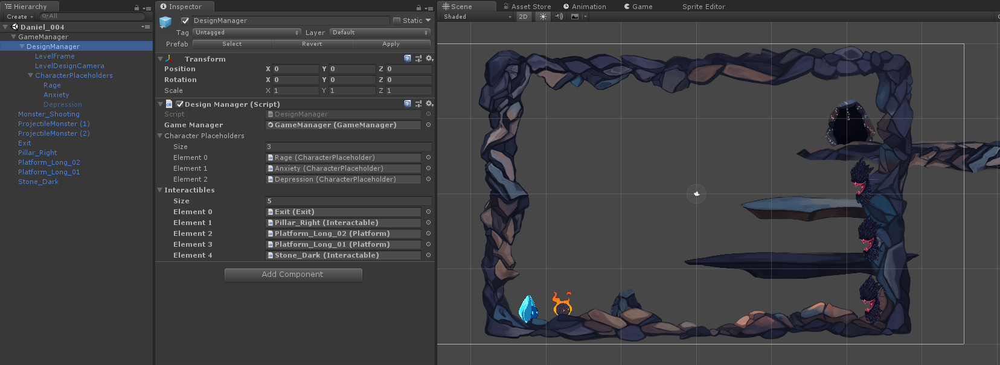 Hierarchy
Create
All
Daniel_004
GameManager
DesignManager
LevelFrame
LevelDesignCamera
CharacterPlaceholders
Rage
Anxiety
Depression
Monster_Shooting
ProjectileMonster (1)
ProjectileMonster (2)
Exit
Pillar_Right
Platform_Long_02
Platform_Long_01
Stone_Dark
Inspector
DesignManager
Static
Tag Untagged Layer Default
Prefab Select Revert Apply
Transform
Position X 0 Y 0 Z 0
Rotation X 0 Y 0 Z 0
Scale X 1 Y 1 Z 1
Design Manager (Script)
Script DesignManager
Game Manager GameManager (GameManager)
Character Placeholders
Size 3
Element 0 Rage (CharacterPlaceholder)
Element 1 Anxiety (CharacterPlaceholder)
Element 2 Depression (CharacterPlaceholder)
Interactibles
Size 5
Element 0 Exit (Exit)
Element 1 Pillar_Right (Interactable)
Element 2 Platform_Long_02 (Platform)
Element 3 Platform_Long_01 (Platform)
Element 4 Stone_Dark (Interactable)
Add Component
Scene Asset Store Animation Game Sprite Editor
Shaded 2D